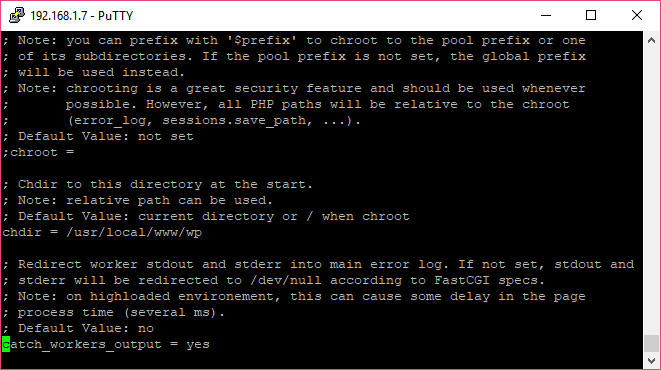 192.168.1.7 - PuTTY
; Note: you can prefix with '$prefix' to chroot to the pool prefix or one
; of its subdirectories. If the pool prefix is not set, the global prefix
; will be used instead.
; Note: chrooting is a great security feature and should be used whenever
;       possible. However, all PHP paths will be relative to the chroot
;       (error_log, sessions.save_path, ...).
; Default Value: not set
;chroot =
; Chdir to this directory at the start.
; Note: relative path can be used.
; Default Value: current directory or / when chroot
chdir = /usr/local/www/wp
; Redirect worker stdout and stderr into main error log. If not set, stdout and
; stderr will be redirected to /dev/null according to FastCGI specs.
; Note: on highloaded environement, this can cause some delay in the page
; process time (several ms).
; Default Value: no
catch_workers_output = yes